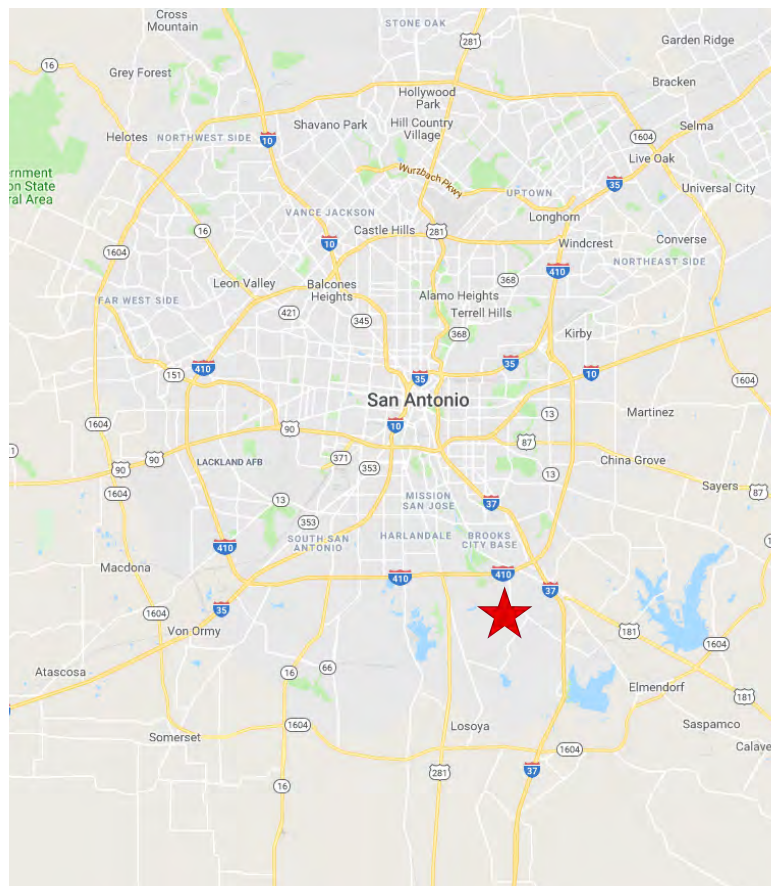 Cross
Mountain
STONE OAK
281
Garden Ridge
16
Grey Forest
Bracken
Hollywood
Park
Shavano Park
Hill Country
Village
Selma
1604
Helotes
NORTHWEST SIDE
10
Live Oak
ernment
on State
ral Area
Wurzbach Pkwy
UPTOWN
35
Universal City
VANCE JACKSON
Longhorn
16
Castle Hills
281
10
Windcrest
Converse
1604
NORTHEAST SIDE
410
Leon Valley
Balcones
Heights
368
FAR WEST SIDE
Alamo Heights
421
345
Terrell Hills
368
Kirby
35
410
151
35
10
1604
San Antonio
13
Martinez
1604
10
90
87
371
China Grove
90
90
LACKLAND AFB
353
13
Sayers
87
1604
13
MISSION
SAN JOSE
37
353
SOUTH SAN
ANTONIO
HARLANDALE
BROOKS
CITY BASE
410
Macdona
410
410
37
35
1604
Von Ormy
181
1604
Atascosa
16
66
Elmendorf
181
1604
Losoya
Saspamco
Somerset
1604
Calave
281
37
16